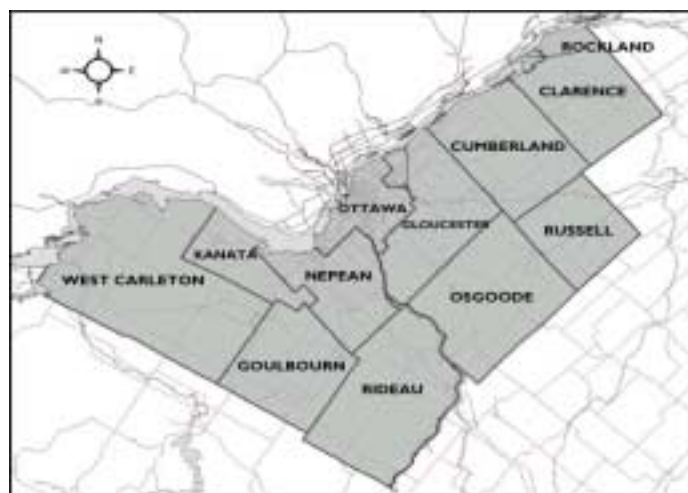 N
E
ROCKLAND
CLARENCE
CUMBERLAND
OTTAWA
GLOUCESTER
RUSSELL
KANATA
NEPEAN
WEST CARLETON
OSGOODE
GOULBOURN
RIDEAU